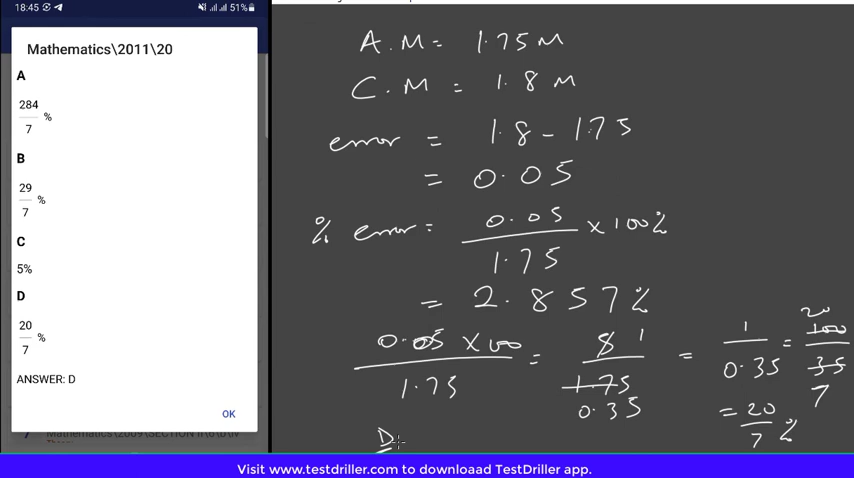 18:45 51%
Mathematics\2011\20
A
284
7 %
B
29
7 %
C
5%
D
20
7 %
ANSWER: D
OK
A.M = 1.75 M
C.M = 1.8 M
error = 1.8 - 1.75
= 0.05
% error = 0.05 × 100%
1.75
= 2.857%
0.05 × 100 = 5 1 = 1 = 20 100
1.75 1.75 0.35 0.35 35 7
= 20 %
7
D
Visit www.testdriller.com to downloaad TestDriller app.